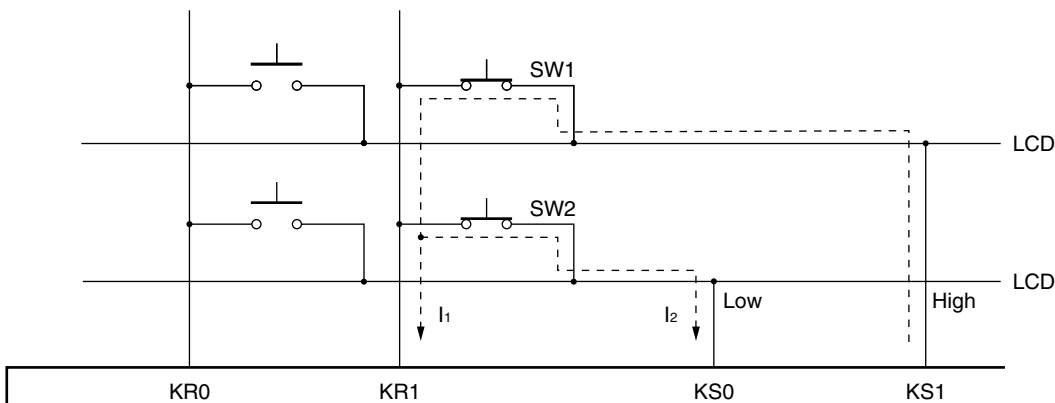 SW1
LCD
SW2
LCD
I1
I2
Low
High
KR0
KR1
KS0
KS1